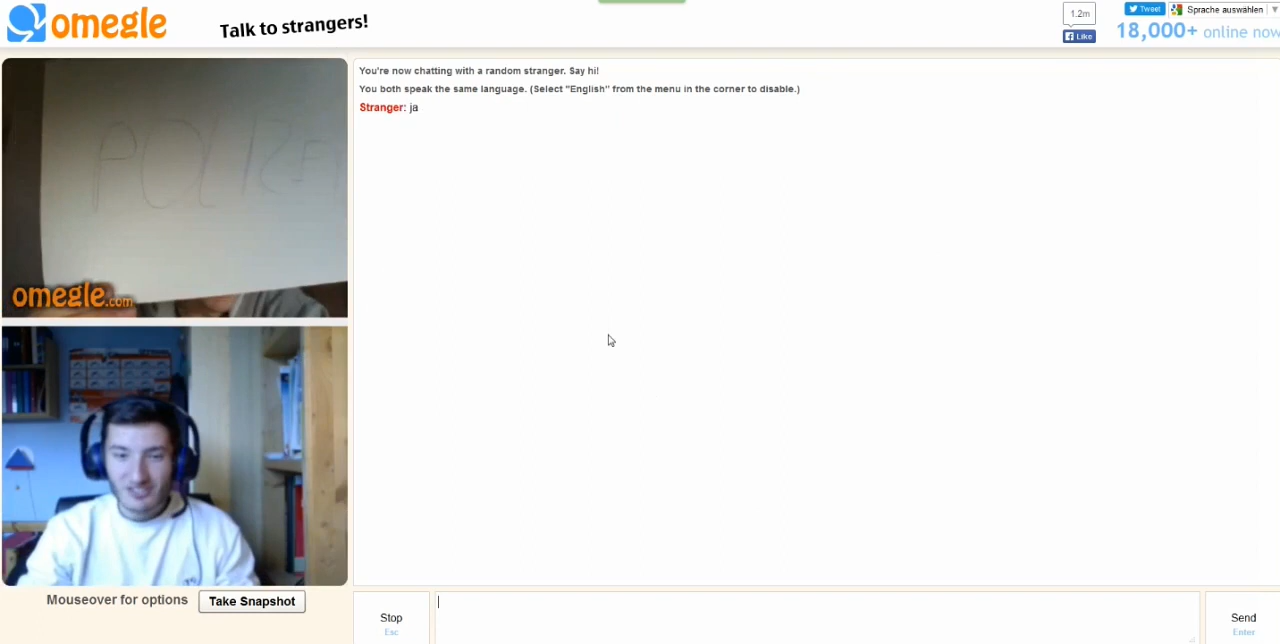 omegle
Talk to strangers!
1.2m
Like
Tweet
Sprache auswählen
18,000+ online now
You're now chatting with a random stranger. Say hi!
You both speak the same language. (Select "English" from the menu in the corner to disable.)
Stranger: ja
POLIZEI
omegle.com
Mouseover for options
Take Snapshot
Stop
Esc
Send
Enter